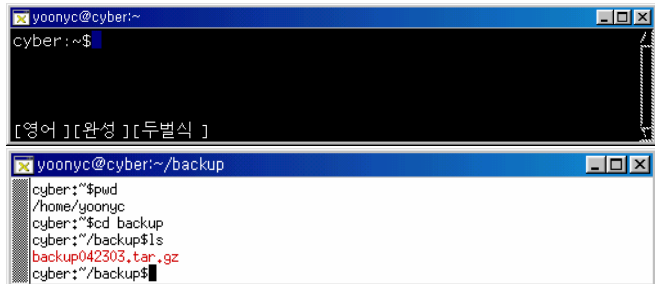 yoonyc@cyber:~
cyber:~$
[영어 ][완성 ][두벌식 ]
yoonyc@cyber:~/backup
cyber:~$pwd
/home/yoonyc
cyber:~$cd backup
cyber:~/backup$ls
backup042303.tar.gz
cyber:~/backup$